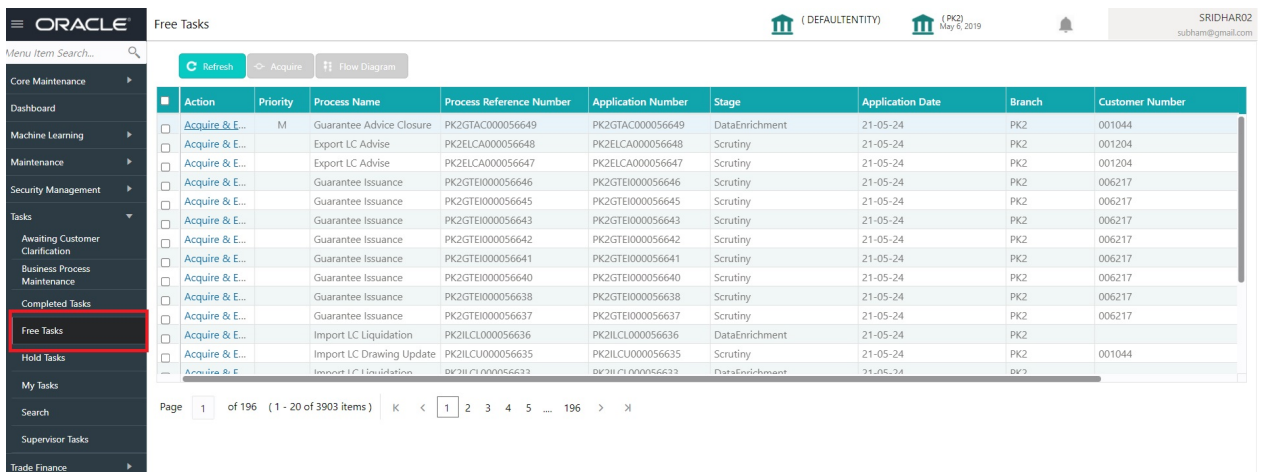 ORACLE
Free Tasks
( DEFAULTENTITY)
(PK2)
May 6, 2019
SRIDHAR02
subham@gmail.com
Menu Item Search...
Core Maintenance
Dashboard
Machine Learning
Maintenance
Security Management
Tasks
Awaiting Customer
Clarification
Business Process
Maintenance
Completed Tasks
Free Tasks
Hold Tasks
My Tasks
Search
Supervisor Tasks
Trade Finance
Refresh Acquire Flow Diagram
Action Priority Process Name Process Reference Number Application Number Stage Application Date Branch Customer Number
Acquire & E... M Guarantee Advice Closure PK2GTAC000056649 PK2GTAC000056649 DataEnrichment 21-05-24 PK2 001044
Acquire & E... Export LC Advise PK2ELCA000056648 PK2ELCA000056648 Scrutiny 21-05-24 PK2 001204
Acquire & E... Export LC Advise PK2ELCA000056647 PK2ELCA000056647 Scrutiny 21-05-24 PK2 001204
Acquire & E... Guarantee Issuance PK2GTEI000056646 PK2GTEI000056646 Scrutiny 21-05-24 PK2 006217
Acquire & E... Guarantee Issuance PK2GTEI000056645 PK2GTEI000056645 Scrutiny 21-05-24 PK2 006217
Acquire & E... Guarantee Issuance PK2GTEI000056643 PK2GTEI000056643 Scrutiny 21-05-24 PK2 006217
Acquire & E... Guarantee Issuance PK2GTEI000056642 PK2GTEI000056642 Scrutiny 21-05-24 PK2 006217
Acquire & E... Guarantee Issuance PK2GTEI000056641 PK2GTEI000056641 Scrutiny 21-05-24 PK2 006217
Acquire & E... Guarantee Issuance PK2GTEI000056640 PK2GTEI000056640 Scrutiny 21-05-24 PK2 006217
Acquire & E... Guarantee Issuance PK2GTEI000056638 PK2GTEI000056638 Scrutiny 21-05-24 PK2 006217
Acquire & E... Guarantee Issuance PK2GTEI000056637 PK2GTEI000056637 Scrutiny 21-05-24 PK2 006217
Acquire & E... Import LC Liquidation PK2ILCL000056636 PK2ILCL000056636 DataEnrichment 21-05-24 PK2
Acquire & E... Import LC Drawing Update PK2ILCU000056635 PK2ILCU000056635 Scrutiny 21-05-24 PK2 001044
Acquire & E... Import LC Liquidation PK2ILCL000056633 PK2ILCL000056633 DataEnrichment 21-05-24 PK2
Page 1 of 196 ( 1 - 20 of 3903 items ) 1 2 3 4 5 .... 196